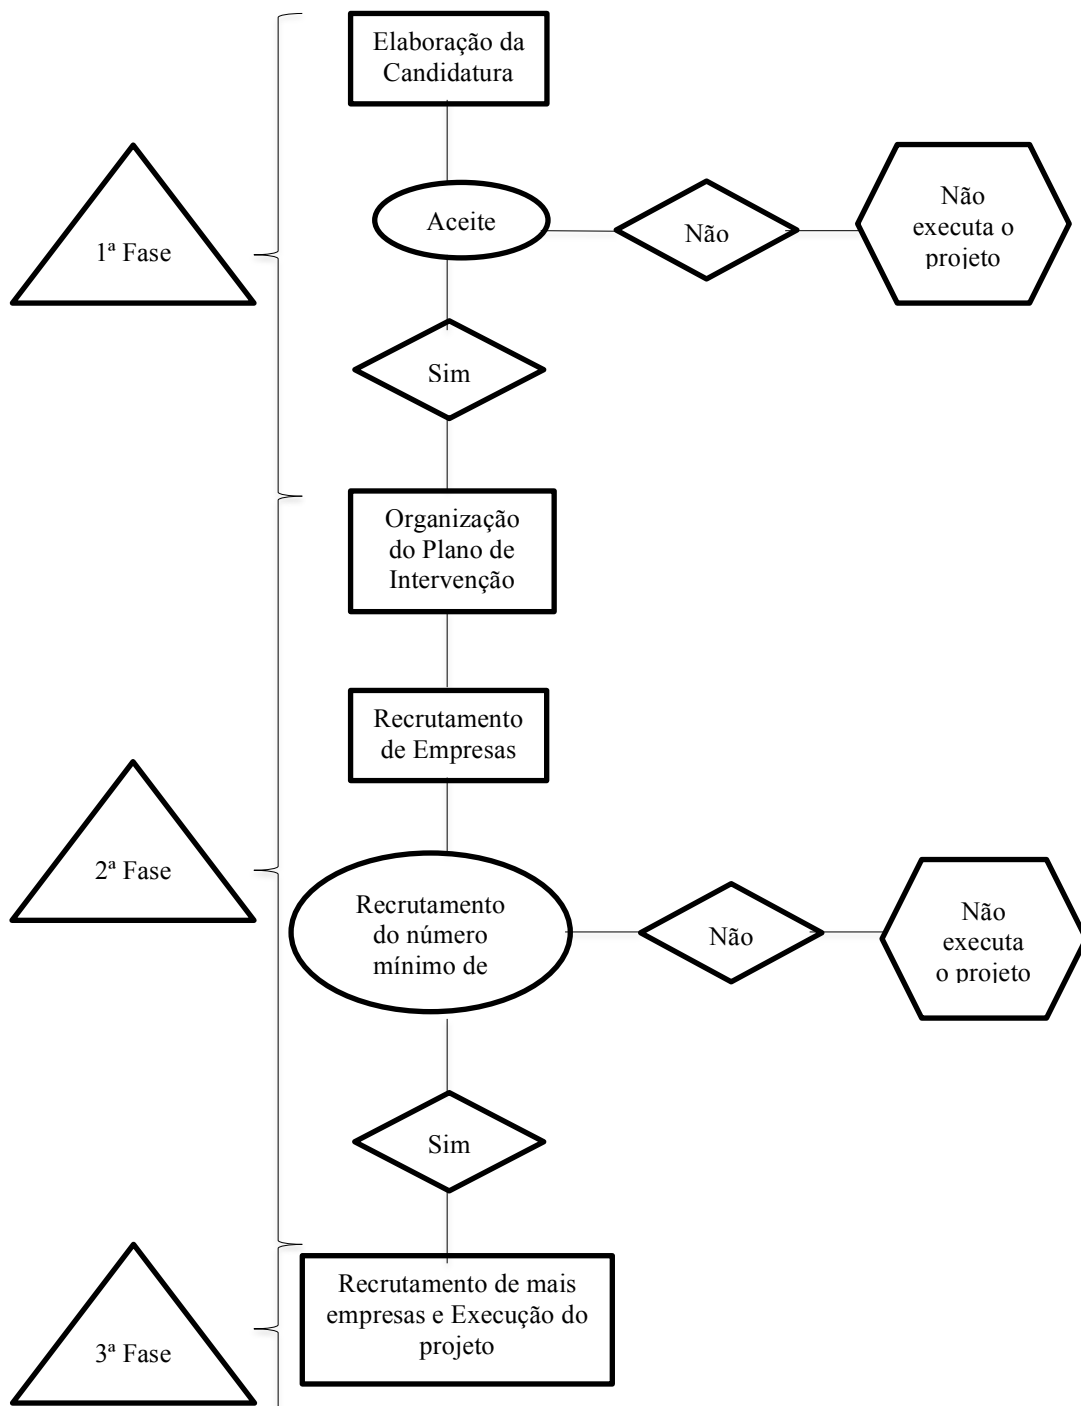 Elaboração da
Candidatura
1ª Fase
Aceite
Não
Não
executa o
projeto
Sim
Organização
do Plano de
Intervenção
Recrutamento
de Empresas
2ª Fase
Recrutamento
do número
mínimo de
Não
Não
executa
o projeto
Sim
3ª Fase
Recrutamento de mais
empresas e Execução do
projeto